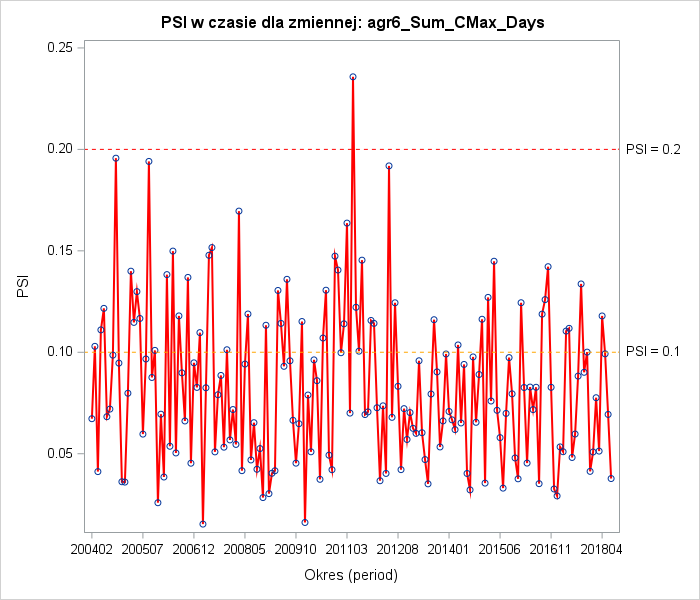 PSI w czasie dla zmiennej: agr6_Sum_CMax_Days
0.25
0.20
0.15
0.10
0.05
PSI
PSI = 0.2
PSI = 0.1
200402 200507 200612 200805 200910 201103 201208 201401 201506 201611 201804
Okres (period)